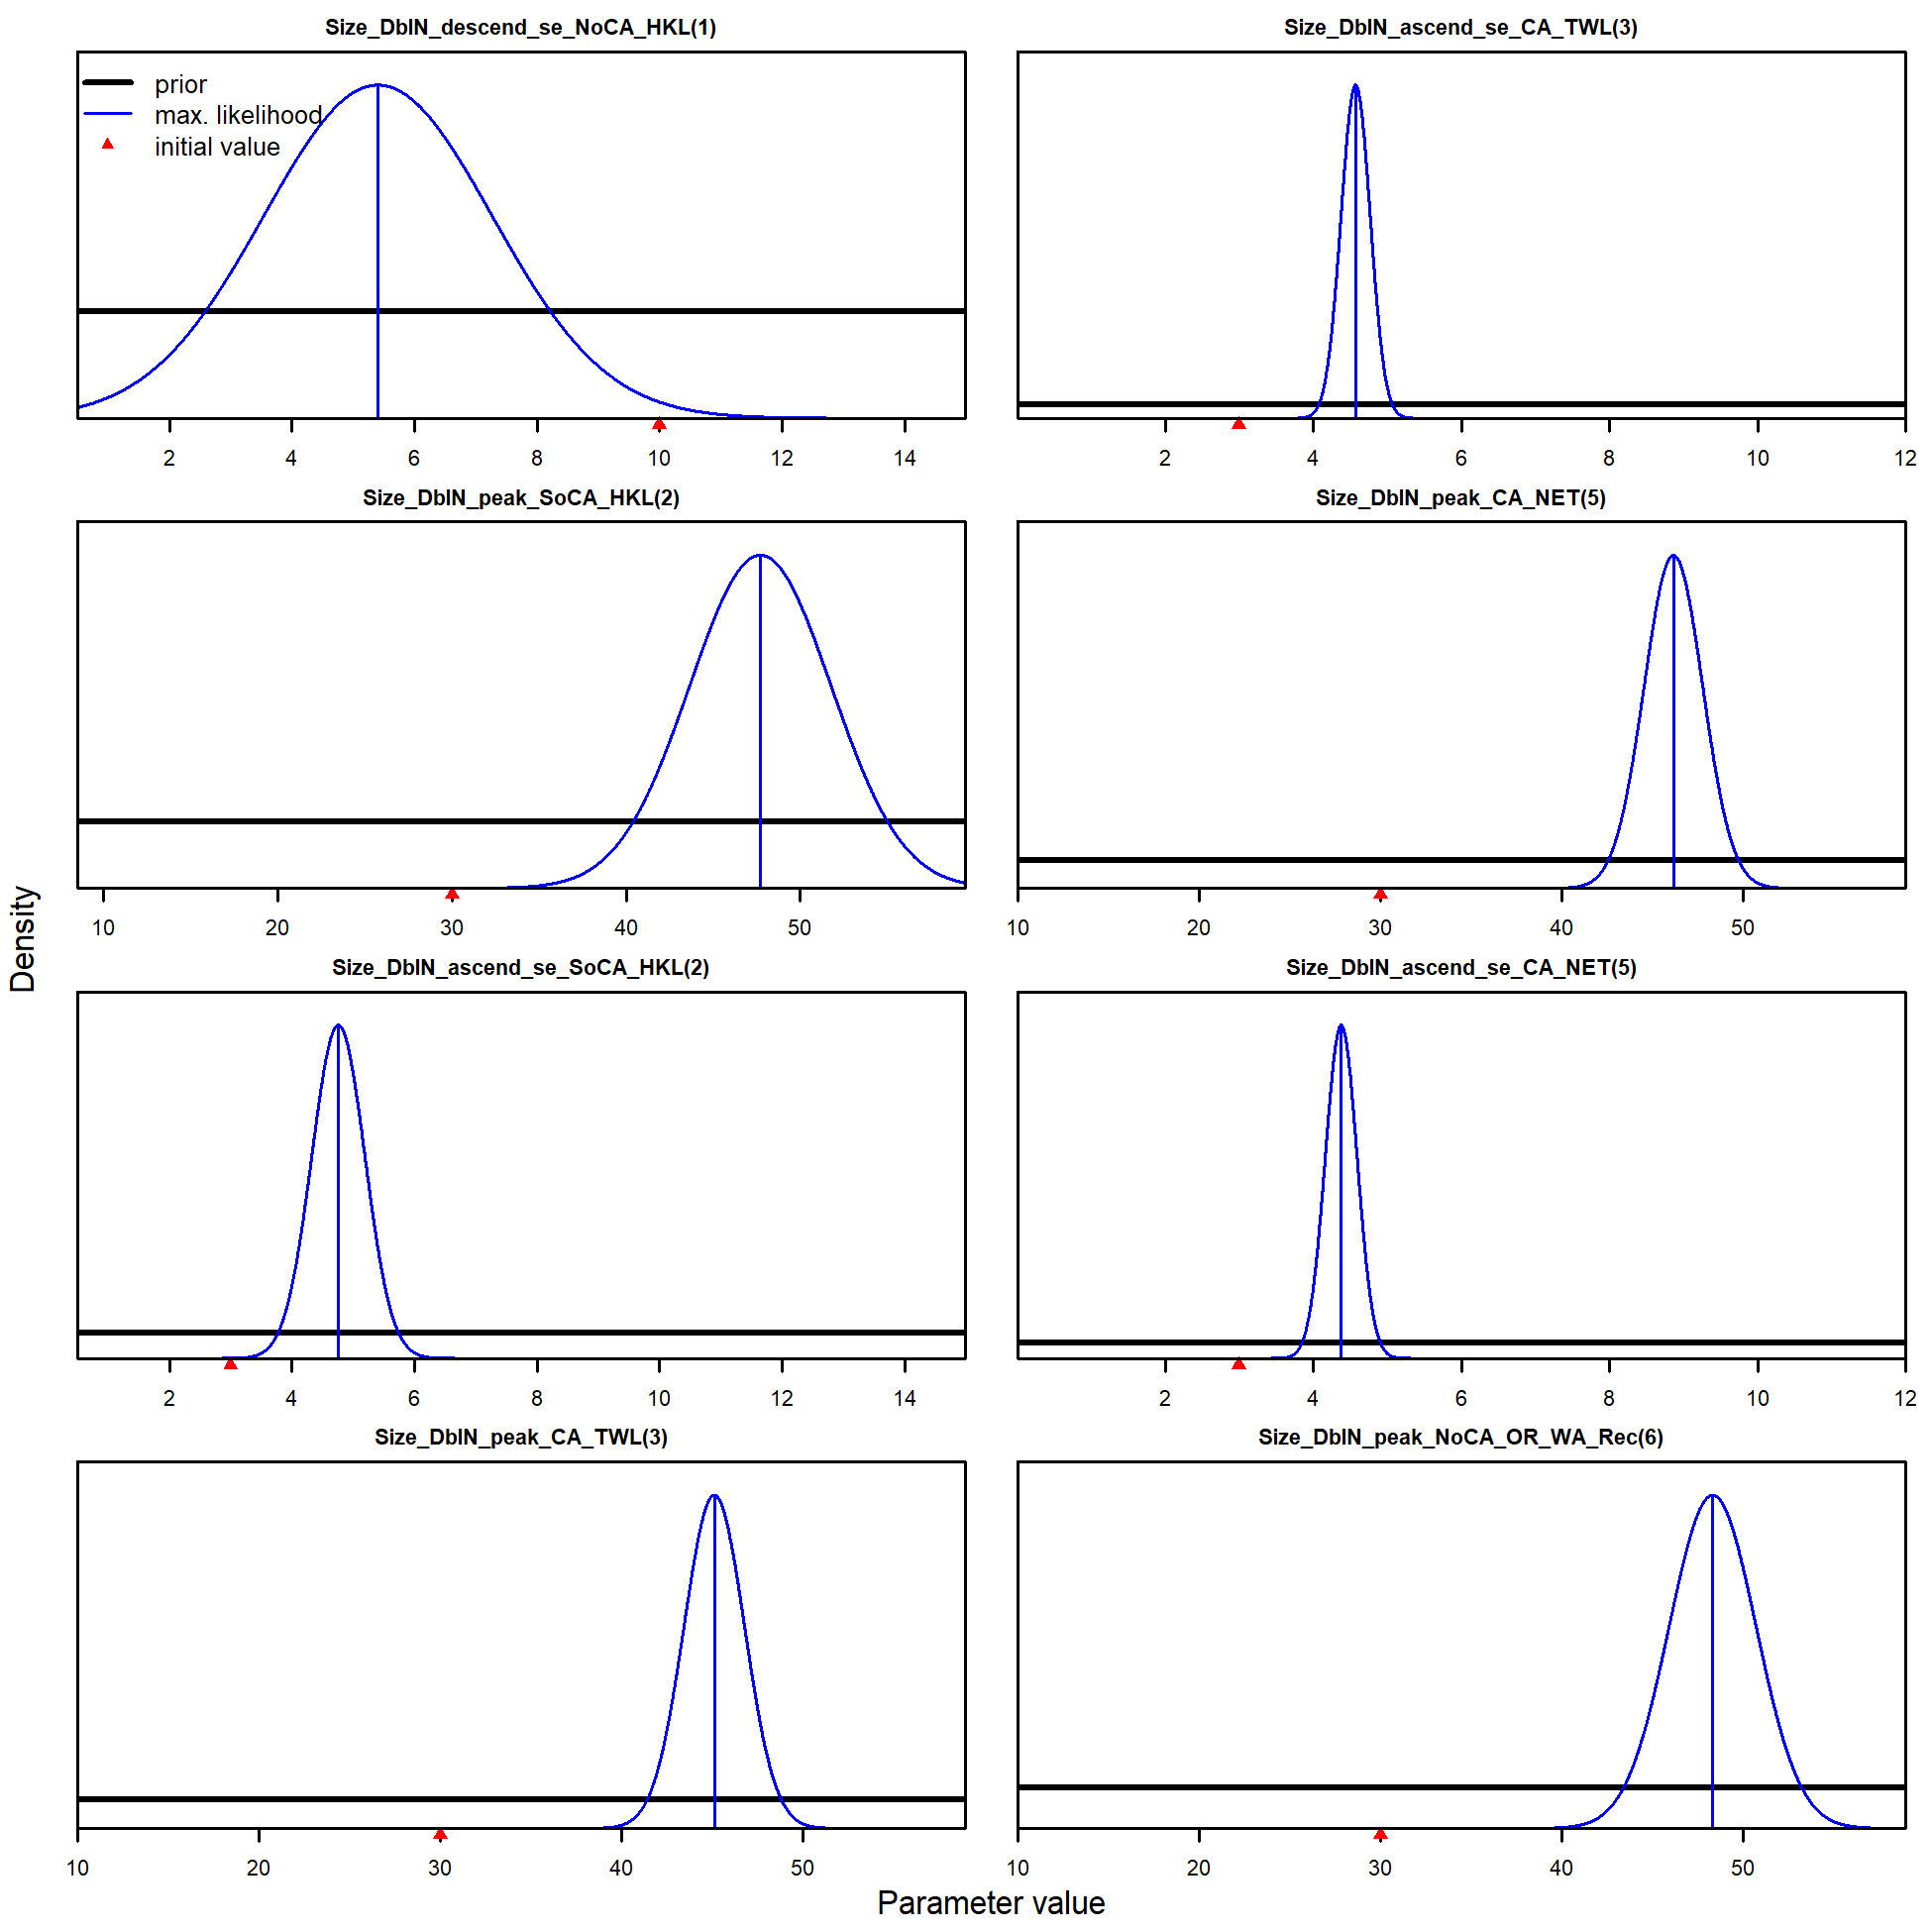 Size_DblN_descend_se_NoCA_HKL(1)
prior
max. likelihood
initial value
2 4 6 8 10 12 14
Size_DblN_ascend_se_CA_TWL(3)
2 4 6 8 10 12
Size_DblN_peak_SoCA_HKL(2)
10 20 30 40 50
Size_DblN_peak_CA_NET(5)
10 20 30 40 50
Size_DblN_ascend_se_SoCA_HKL(2)
2 4 6 8 10 12 14
Size_DblN_ascend_se_CA_NET(5)
2 4 6 8 10 12
Size_DblN_peak_CA_TWL(3)
10 20 30 40 50
Size_DblN_peak_NoCA_OR_WA_Rec(6)
10 20 30 40 50
Density
Parameter value